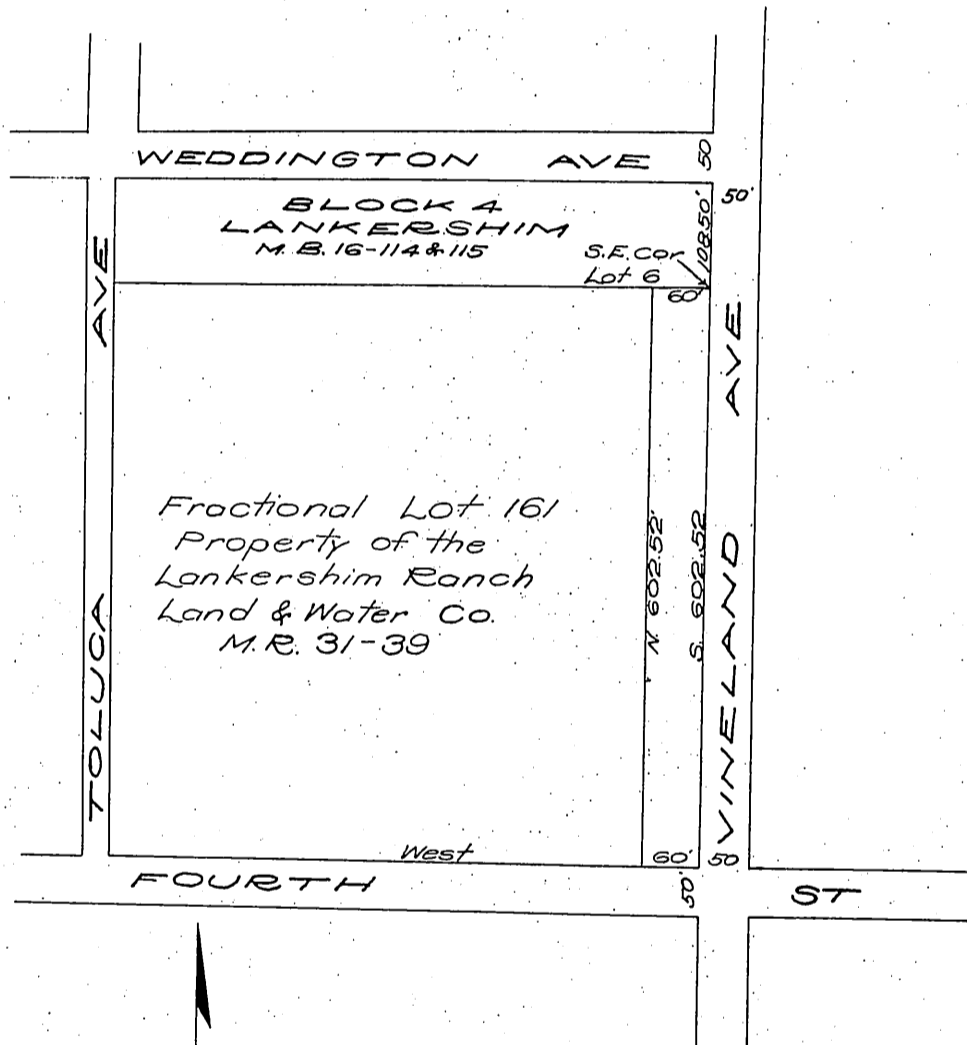 WEDDINGTON AVE
50
50'
BLOCK 4
LANKERSHIM
M. B. 16-114 & 115
S.E. Cor
Lot 6
108.50'
60'
TOLUCA AVE
VINELAND AVE
Fractional Lot 161
Property of the
Lankershim Ranch
Land & Water Co.
M. R. 31-39
N. 602.52'
S. 602.52
West
60'
50
FOURTH ST
50'